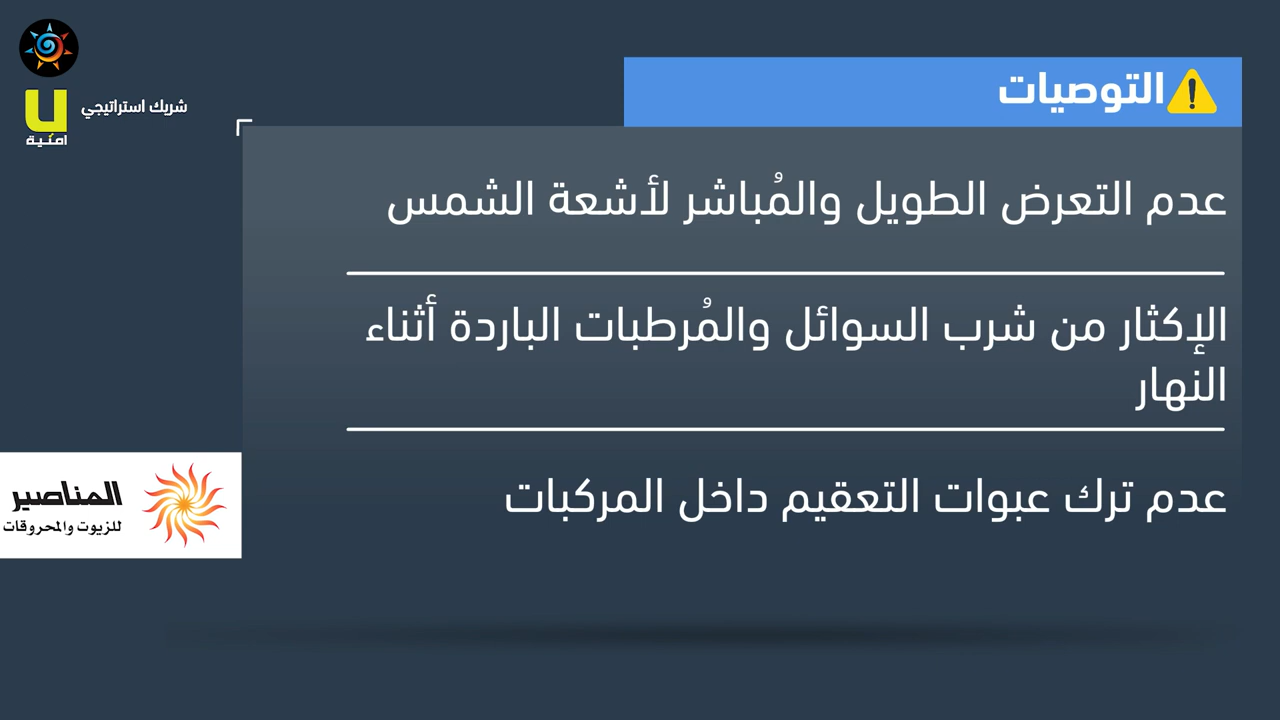 التوصيات
شريك استراتيجي
أمنية
عدم التعرض الطويل والمُباشر لأشعة الشمس
الإكثار من شرب السوائل والمُرطبات الباردة أثناء
النهار
عدم ترك عبوات التعقيم داخل المركبات
المناصير
للزيوت والمحروقات